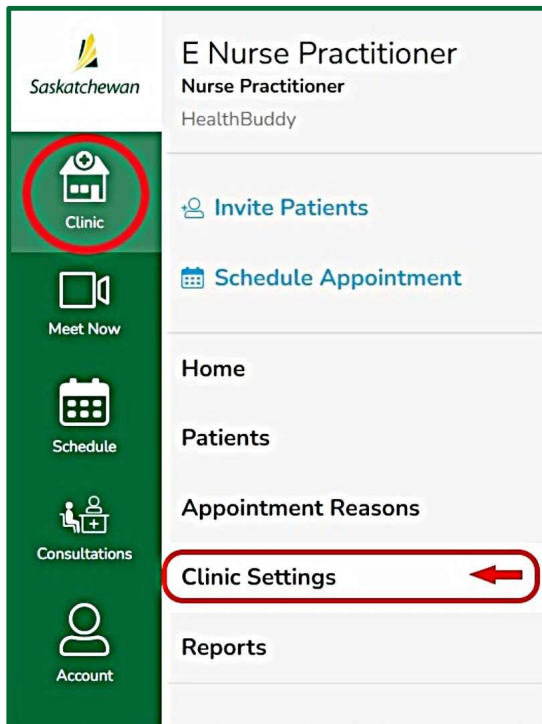 Saskatchewan
Clinic
Meet Now
Schedule
Consultations
Account
E Nurse Practitioner
Nurse Practitioner
HealthBuddy
Invite Patients
Schedule Appointment
Home
Patients
Appointment Reasons
Clinic Settings
Reports